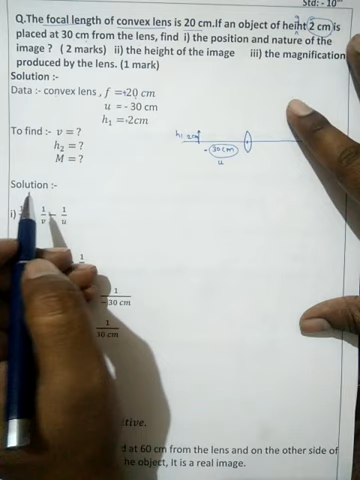 Std:- 10
Q.The focal length of convex lens is 20 cm.If an object of heiht 2 cm is
placed at 30 cm from the lens, find i) the position and nature of the
image ? ( 2 marks) ii) the height of the image iii) the magnification
produced by the lens. (1 mark)
Solution :-
Data :- convex lens , f = +20 cm
u = - 30 cm
h₁ = 2cm
h₁ 2cm
- 30 cm
u
To find :- v = ?
h₂ = ?
M = ?
Solution :-
i) 1/v - 1/u
1
1/- 30 cm
1/30 cm
itive.
d at 60 cm from the lens and on the other side of
he object, It is a real image.